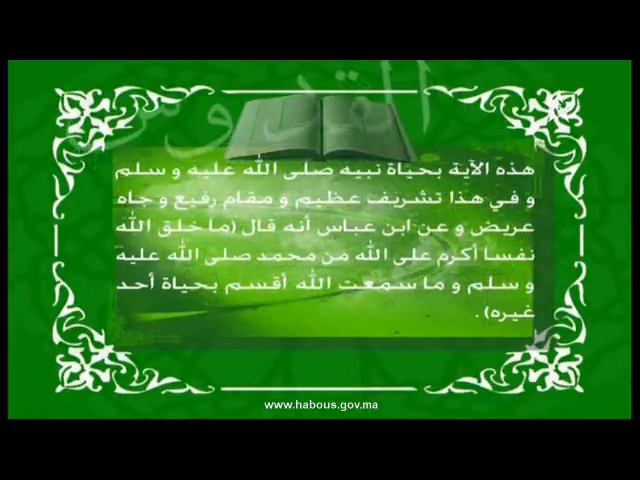 القدوس
هذه الآية بحياة نبيه صلى الله عليه و سلم
و في هذا تشريف عظيم و مقام رفيع و جاه
عريض و عن ابن عباس أنه قال (ما خلق الله
نفسا أكرم على الله من محمد صلى الله عليه
و سلم و ما سمعت الله أقسم بحياة أحد
غيره) .
www.habous.gov.ma